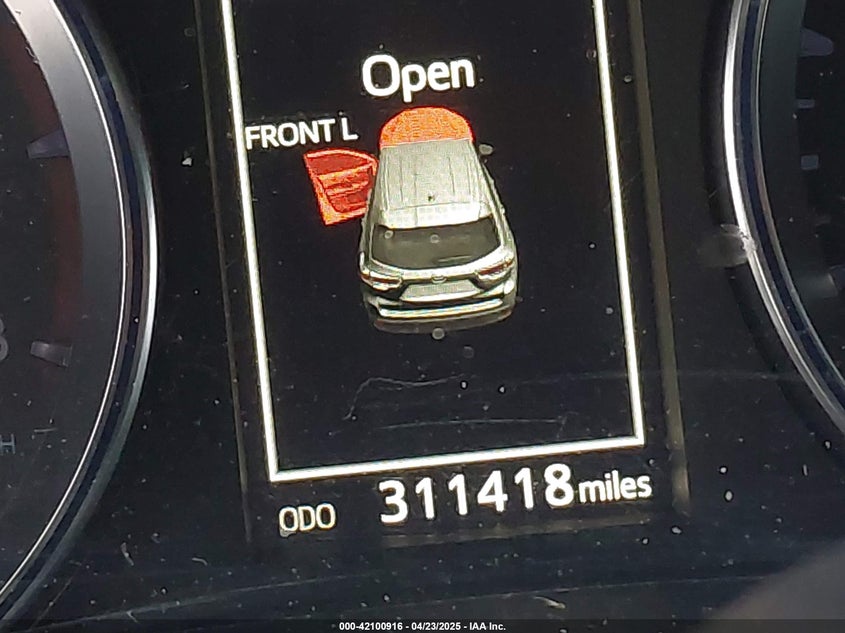 Open
FRONT L
ODO 311418 miles
000-42100916 - 04/23/2025 - IAA Inc.